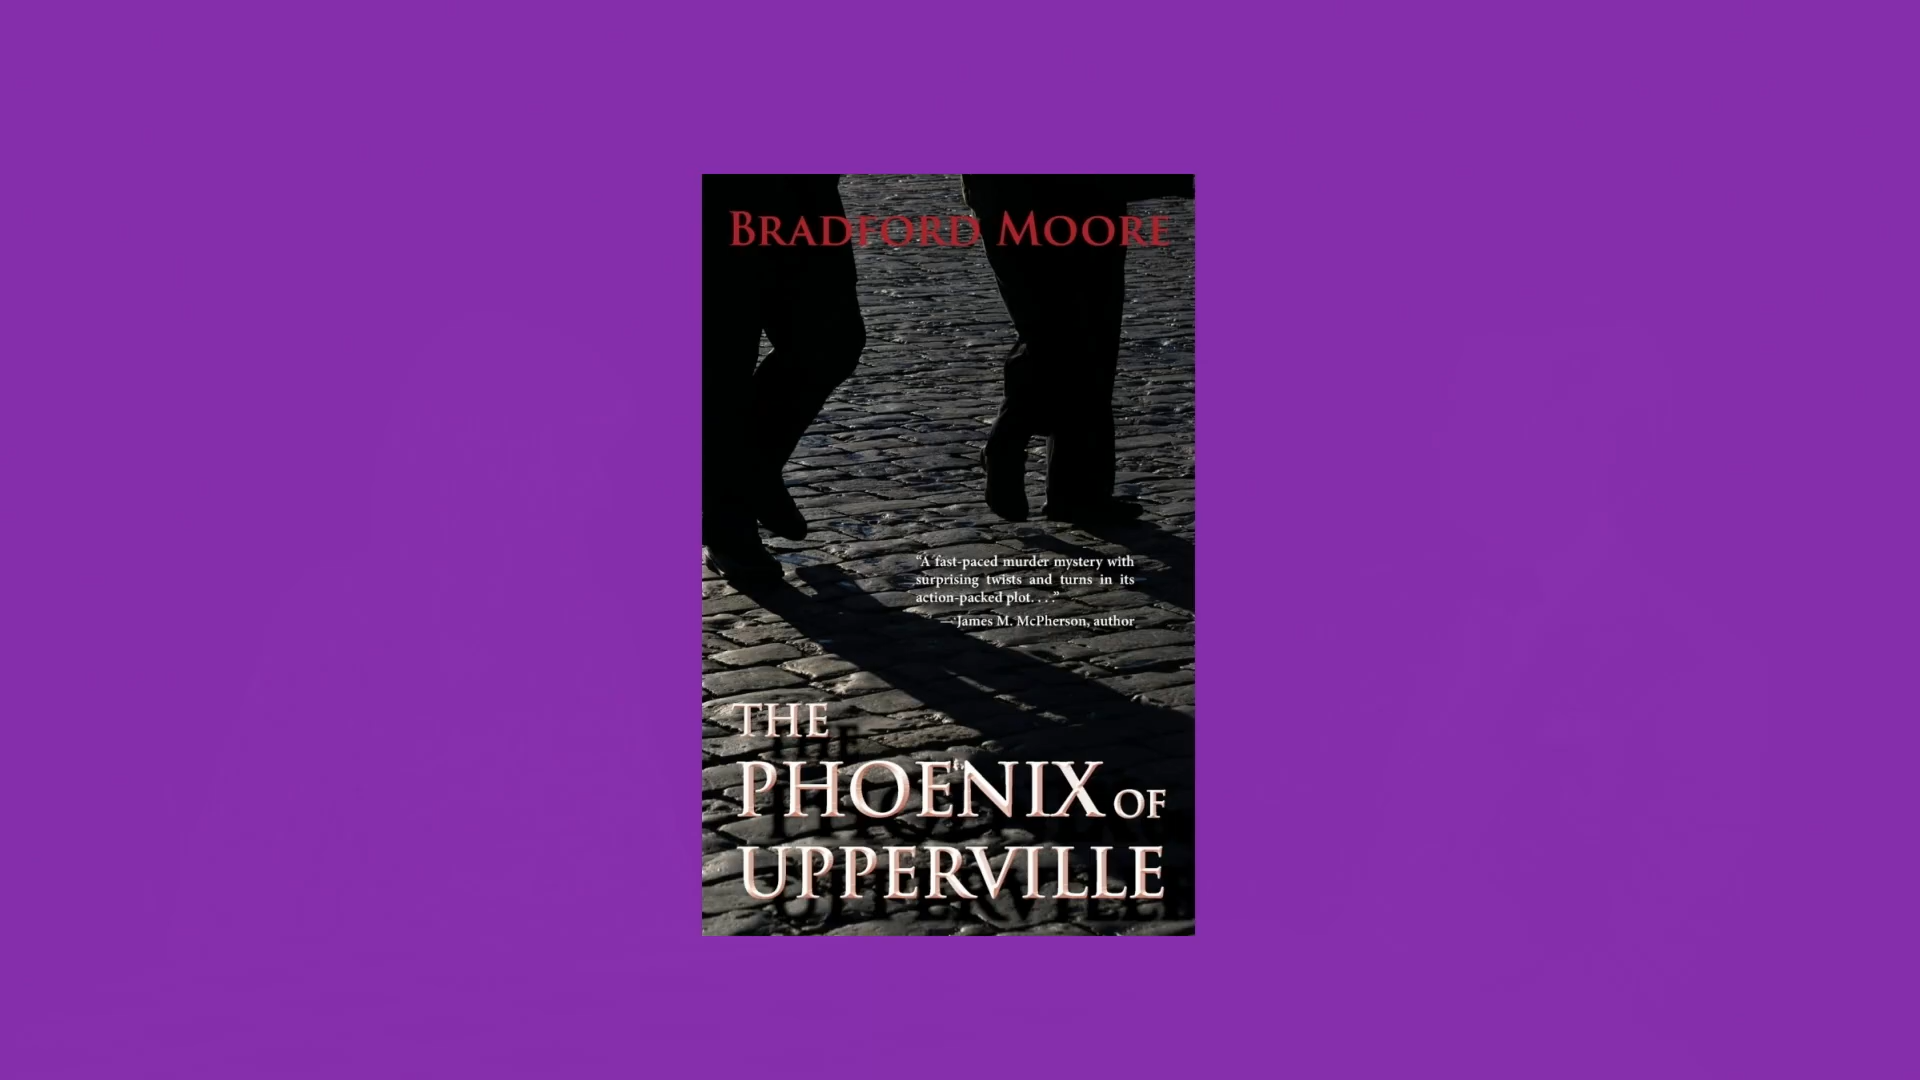 BRADFORD MOORE
“A fast-paced murder mystery with
surprising twists and turns in its
action-packed plot. . . .”
—James M. McPherson, author
THE
PHOENIX OF
UPPERVILLE